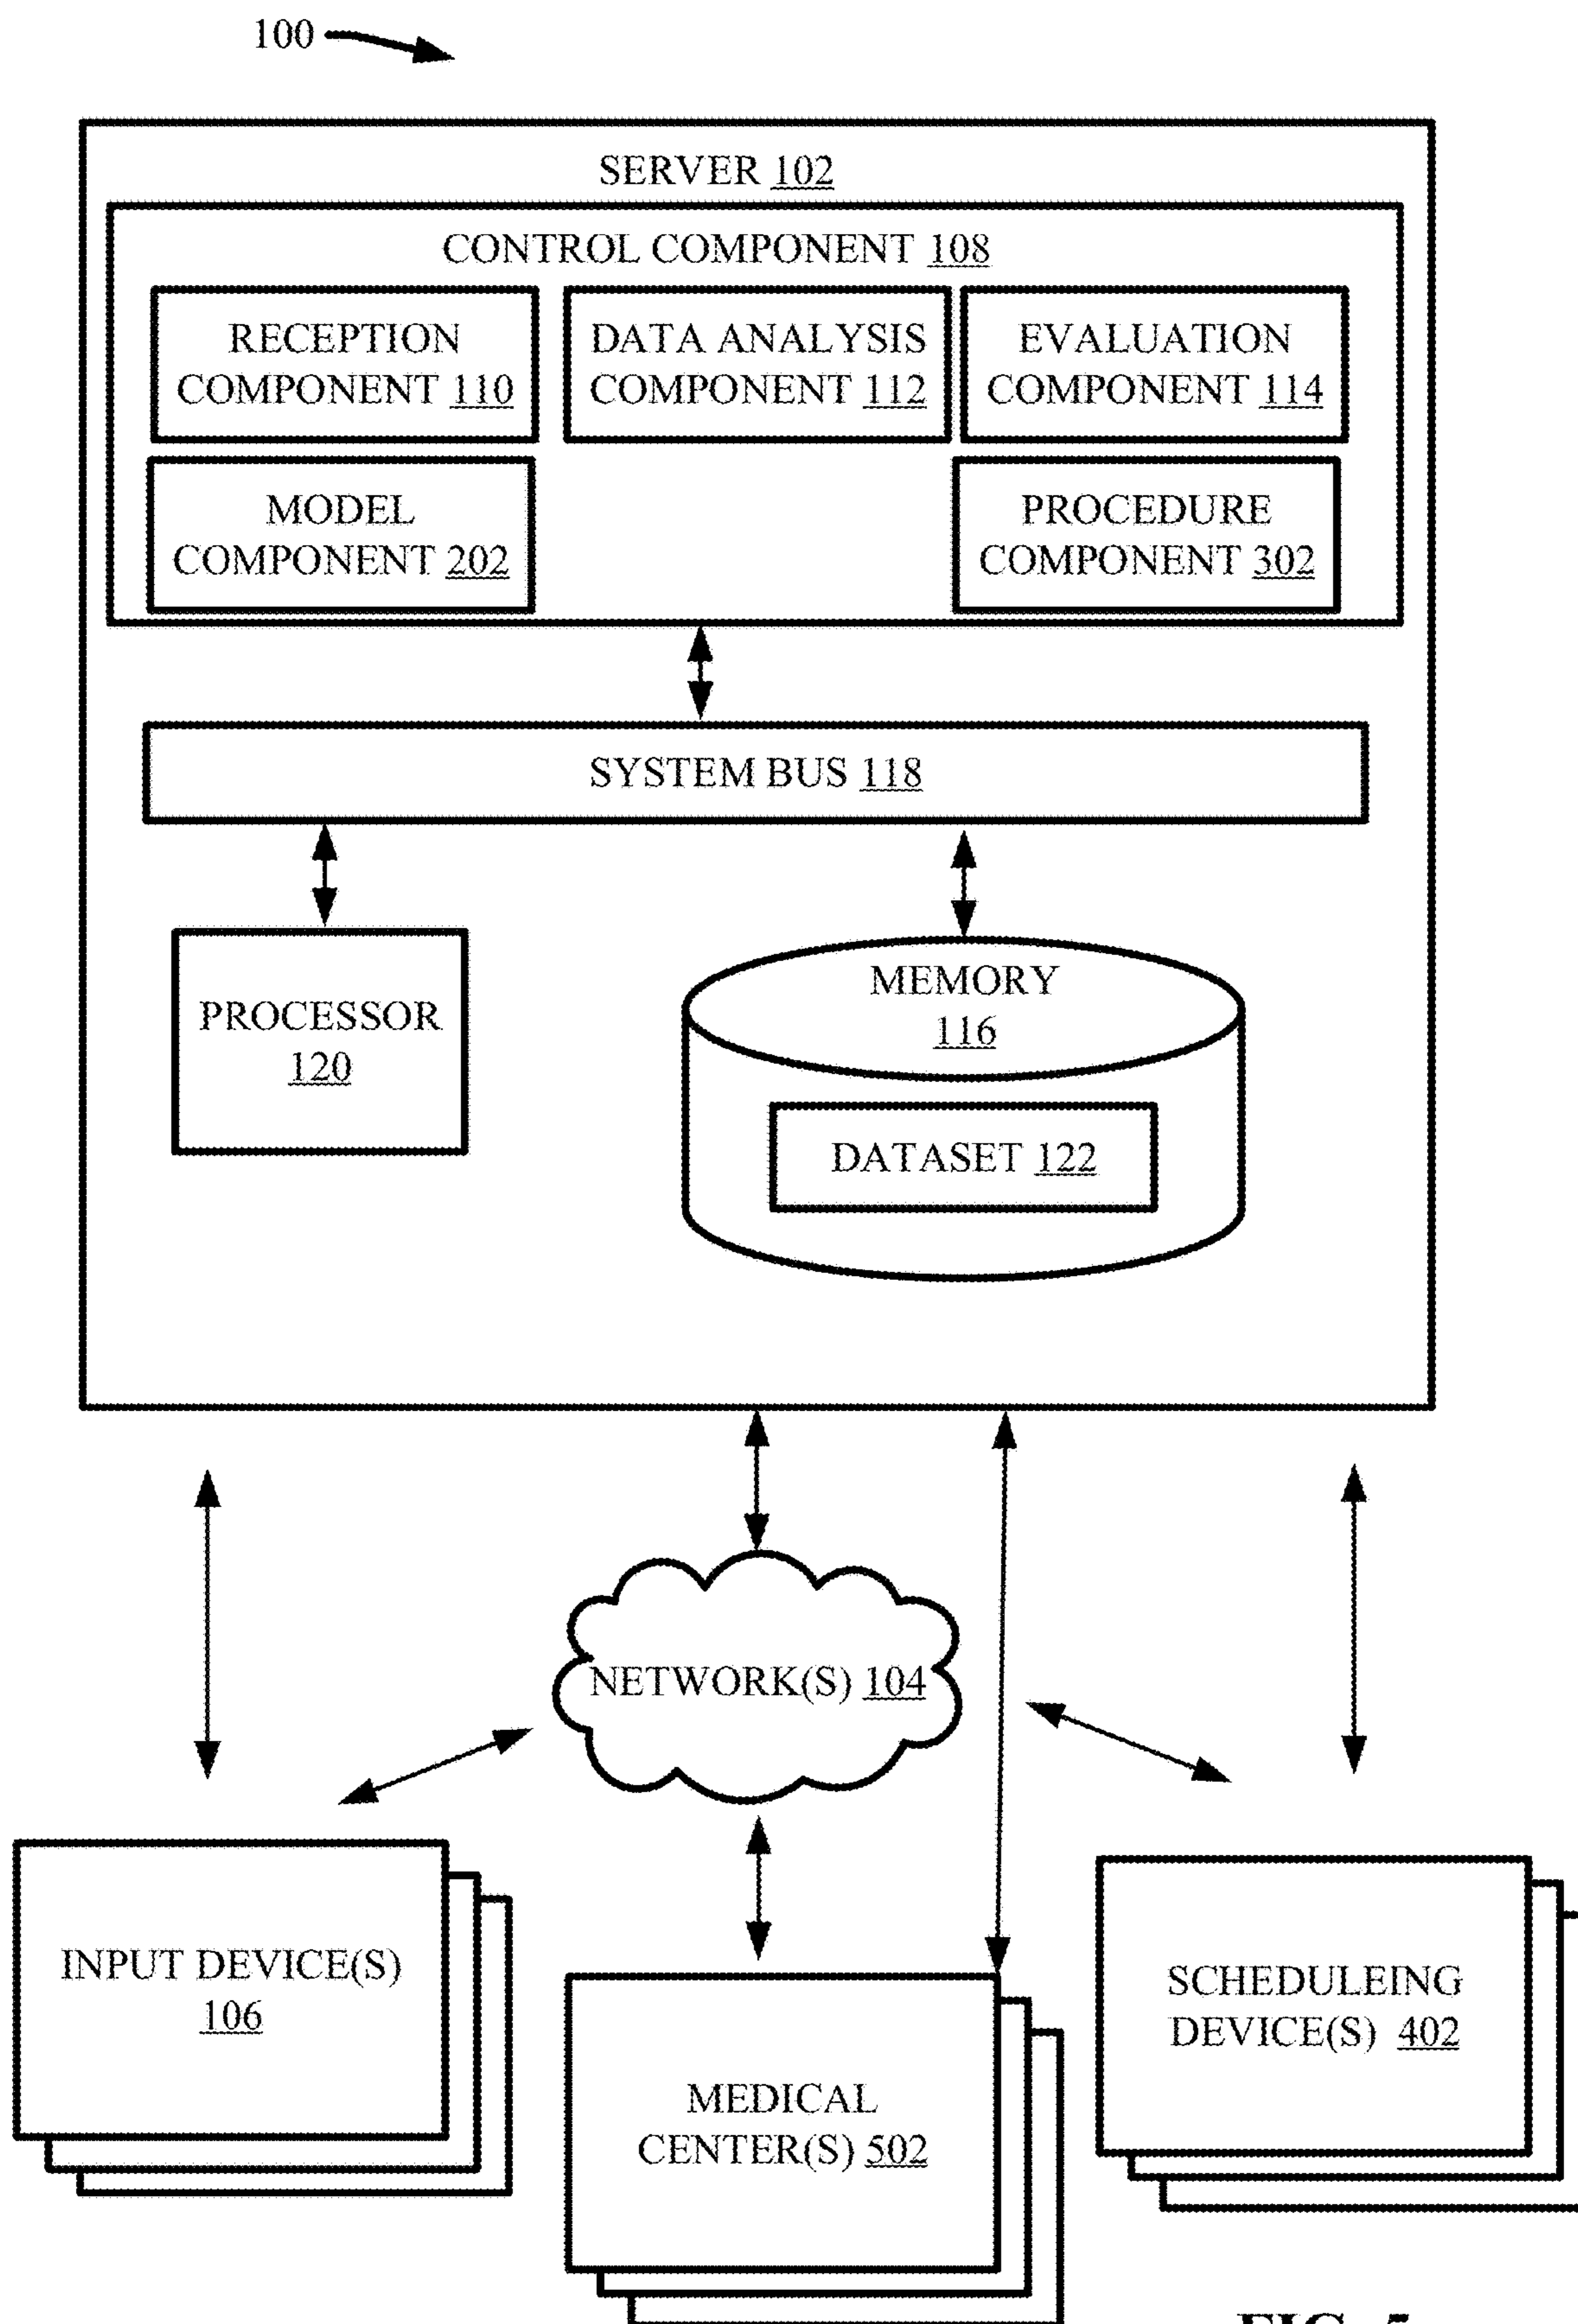 100
SERVER 102
CONTROL COMPONENT 108
RECEPTION
COMPONENT 110
DATA ANALYSIS
COMPONENT 112
EVALUATION
COMPONENT 114
MODEL
COMPONENT 202
PROCEDURE
COMPONENT 302
SYSTEM BUS 118
PROCESSOR
120
MEMORY
116
DATASET 122
NETWORK(S) 104
INPUT DEVICE(S)
106
MEDICAL
CENTER(S) 502
SCHEDULEING
DEVICE(S) 402
FIG. 5